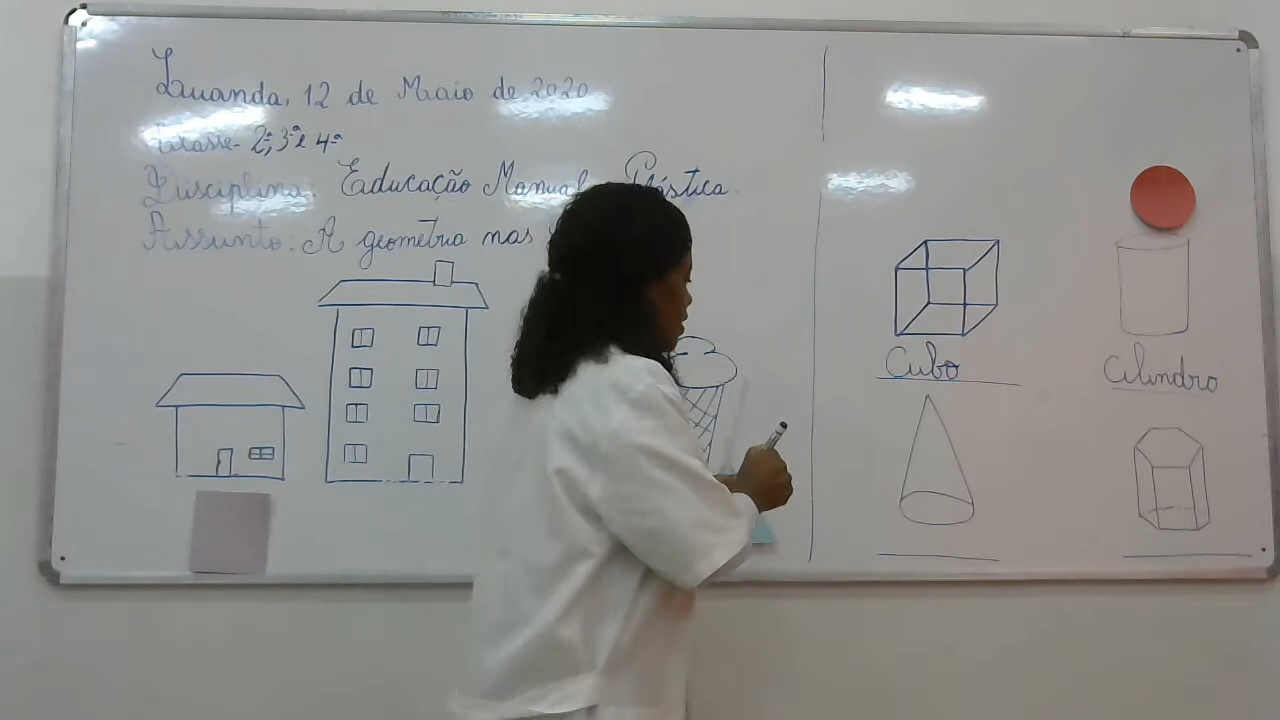 Luanda, 12 de Maio de 2020
Classe- 2ª, 3ª e 4ª
Disciplina: Educação Manual Plástica
Assunto. A geometria nas
Cubo
Cilindro